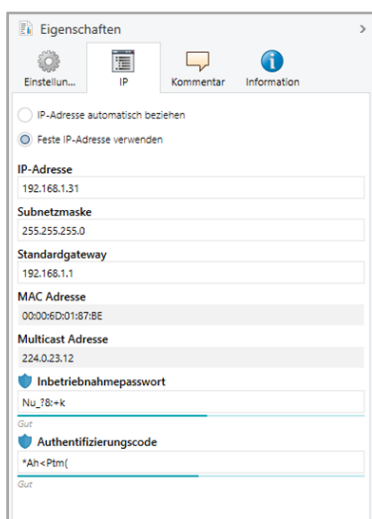 Eigenschaften
Einstellun... IP Kommentar Information
IP-Adresse automatisch beziehen
Feste IP-Adresse verwenden
IP-Adresse
192.168.1.31
Subnetzmaske
255.255.255.0
Standardgateway
192.168.1.1
MAC Adresse
00:00:6D:01:87:BE
Multicast Adresse
224.0.23.12
Inbetriebnahmepasswort
Nu_?8:+k
Gut
Authentifizierungscode
*Ah<Ptm(
Gut